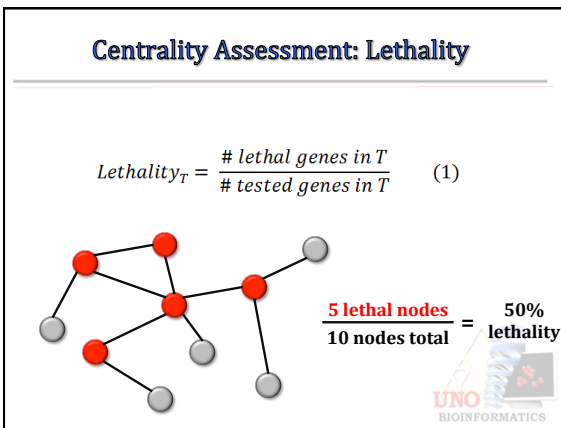 Centrality Assessment: Lethality
Lethality_T = # lethal genes in T / # tested genes in T (1)
5 lethal nodes / 10 nodes total = 50% lethality
UNO
BIOINFORMATICS